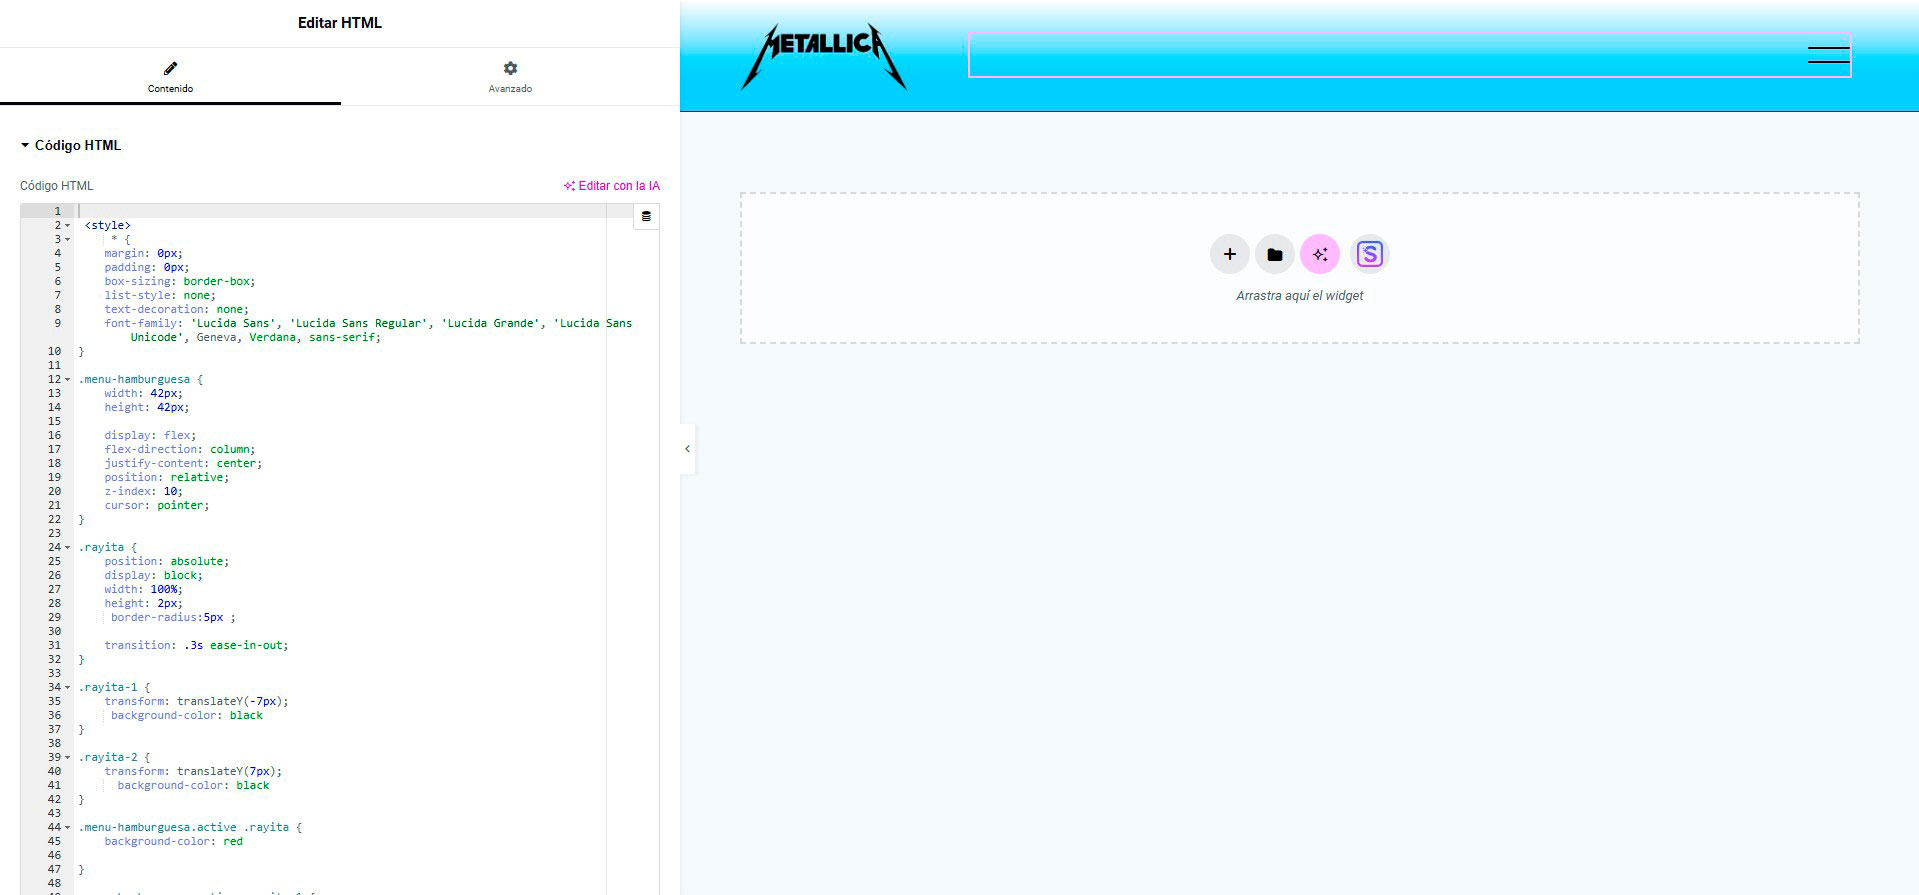 Editar HTML
Contenido
Avanzado
Código HTML
Código HTML
Editar con la IA
1
2 <style>
3 * {
4 margin: 0px;
5 padding: 0px;
6 box-sizing: border-box;
7 list-style: none;
8 text-decoration: none;
9 font-family: 'Lucida Sans', 'Lucida Sans Regular', 'Lucida Grande', 'Lucida Sans
Unicode', Geneva, Verdana, sans-serif;
10 }
11
12 .menu-hamburguesa {
13 width: 42px;
14 height: 42px;
15
16 display: flex;
17 flex-direction: column;
18 justify-content: center;
19 position: relative;
20 z-index: 10;
21 cursor: pointer;
22 }
23
24 .rayita {
25 position: absolute;
26 display: block;
27 width: 100%;
28 height: 2px;
29 border-radius:5px ;
30
31 transition: .3s ease-in-out;
32 }
33
34 .rayita-1 {
35 transform: translateY(-7px);
36 background-color: black
37 }
38
39 .rayita-2 {
40 transform: translateY(7px);
41 background-color: black
42 }
43
44 .menu-hamburguesa.active .rayita {
45 background-color: red
46
47 }
48
METALLICA
S
Arrastra aquí el widget